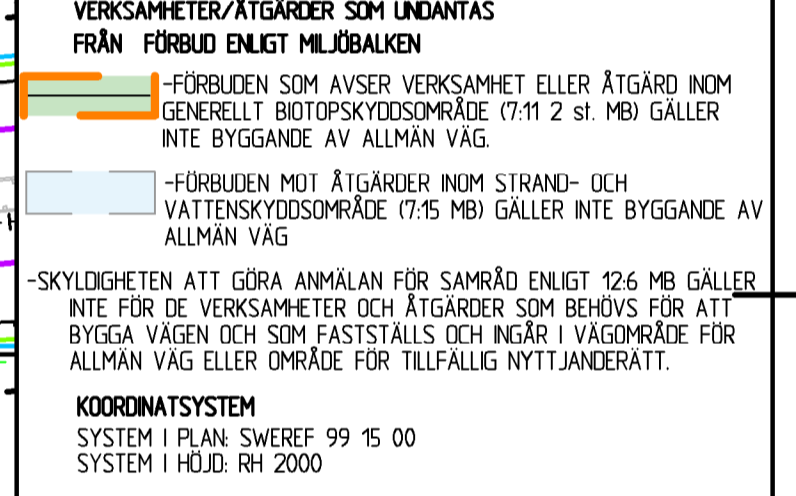 VERKSAMHETER/ÅTGÄRDER SOM UNDANTAS
FRÅN FÖRBUD ENLIGT MILJÖBALKEN
-FÖRBUDEN SOM AVSER VERKSAMHET ELLER ÅTGÄRD INOM
GENERELLT BIOTOPSKYDDSOMRÅDE (7:11 2 st. MB) GÄLLER
INTE BYGGANDE AV ALLMÄN VÄG.
-FÖRBUDEN MOT ÅTGÄRDER INOM STRAND- OCH
VATTENSKYDDSOMRÅDE (7:15 MB) GÄLLER INTE BYGGANDE AV
ALLMÄN VÄG
-SKYLDIGHETEN ATT GÖRA ANMÄLAN FÖR SAMRÅD ENLIGT 12:6 MB GÄLLER
INTE FÖR DE VERKSAMHETER OCH ÅTGÄRDER SOM BEHÖVS FÖR ATT
BYGGA VÄGEN OCH SOM FASTSTÄLLS OCH INGÅR I VÄGOMRÅDE FÖR
ALLMÄN VÄG ELLER OMRÅDE FÖR TILLFÄLLIG NYTTJANDERÄTT.
KOORDINATSYSTEM
SYSTEM I PLAN: SWEREF 99 15 00
SYSTEM I HÖJD: RH 2000